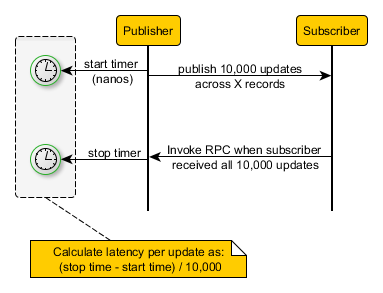 Publisher
Subscriber
start timer
(nanos)
publish 10,000 updates
across X records
stop timer
Invoke RPC when subscriber
received all 10,000 updates
Calculate latency per update as:
(stop time - start time) / 10,000